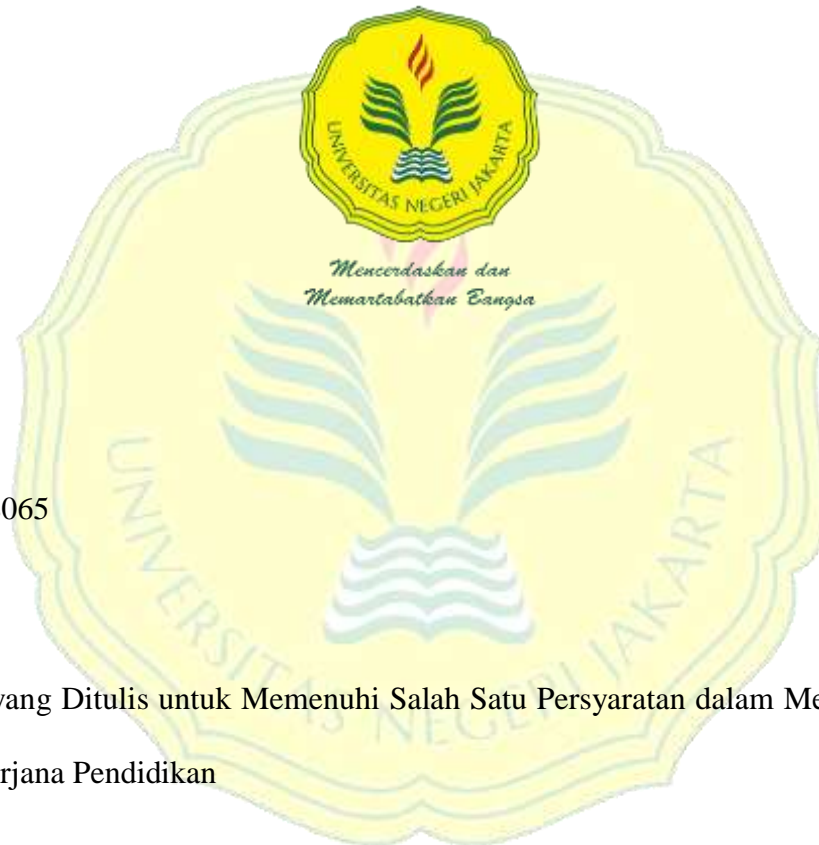 UNIVERSITAS NEGERI JAKARTA
Mencerdaskan dan
Memartabatkan Bangsa
UNIVERSITAS NEGERI JAKARTA
065
yang Ditulis untuk Memenuhi Salah Satu Persyaratan dalam Me
rjana Pendidikan